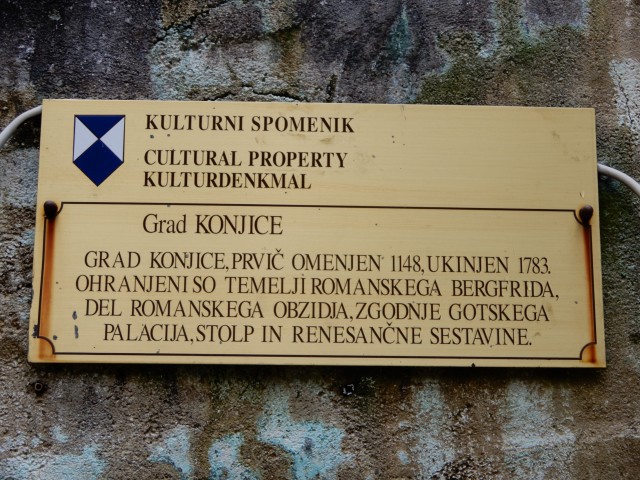 KULTURNI SPOMENIK
CULTURAL PROPERTY
KULTURDENKMAL
Grad KONJICE
GRAD KONJICE, PRVIČ OMENJEN 1148, UKINJEN 1783.
OHRANJENI SO TEMELJI ROMANSKEGA BERGFRIDA,
DEL ROMANSKEGA OBZIDJA, ZGODNJE GOTSKEGA
PALACIJA, STOLP IN RENESANČNE SESTAVINE.